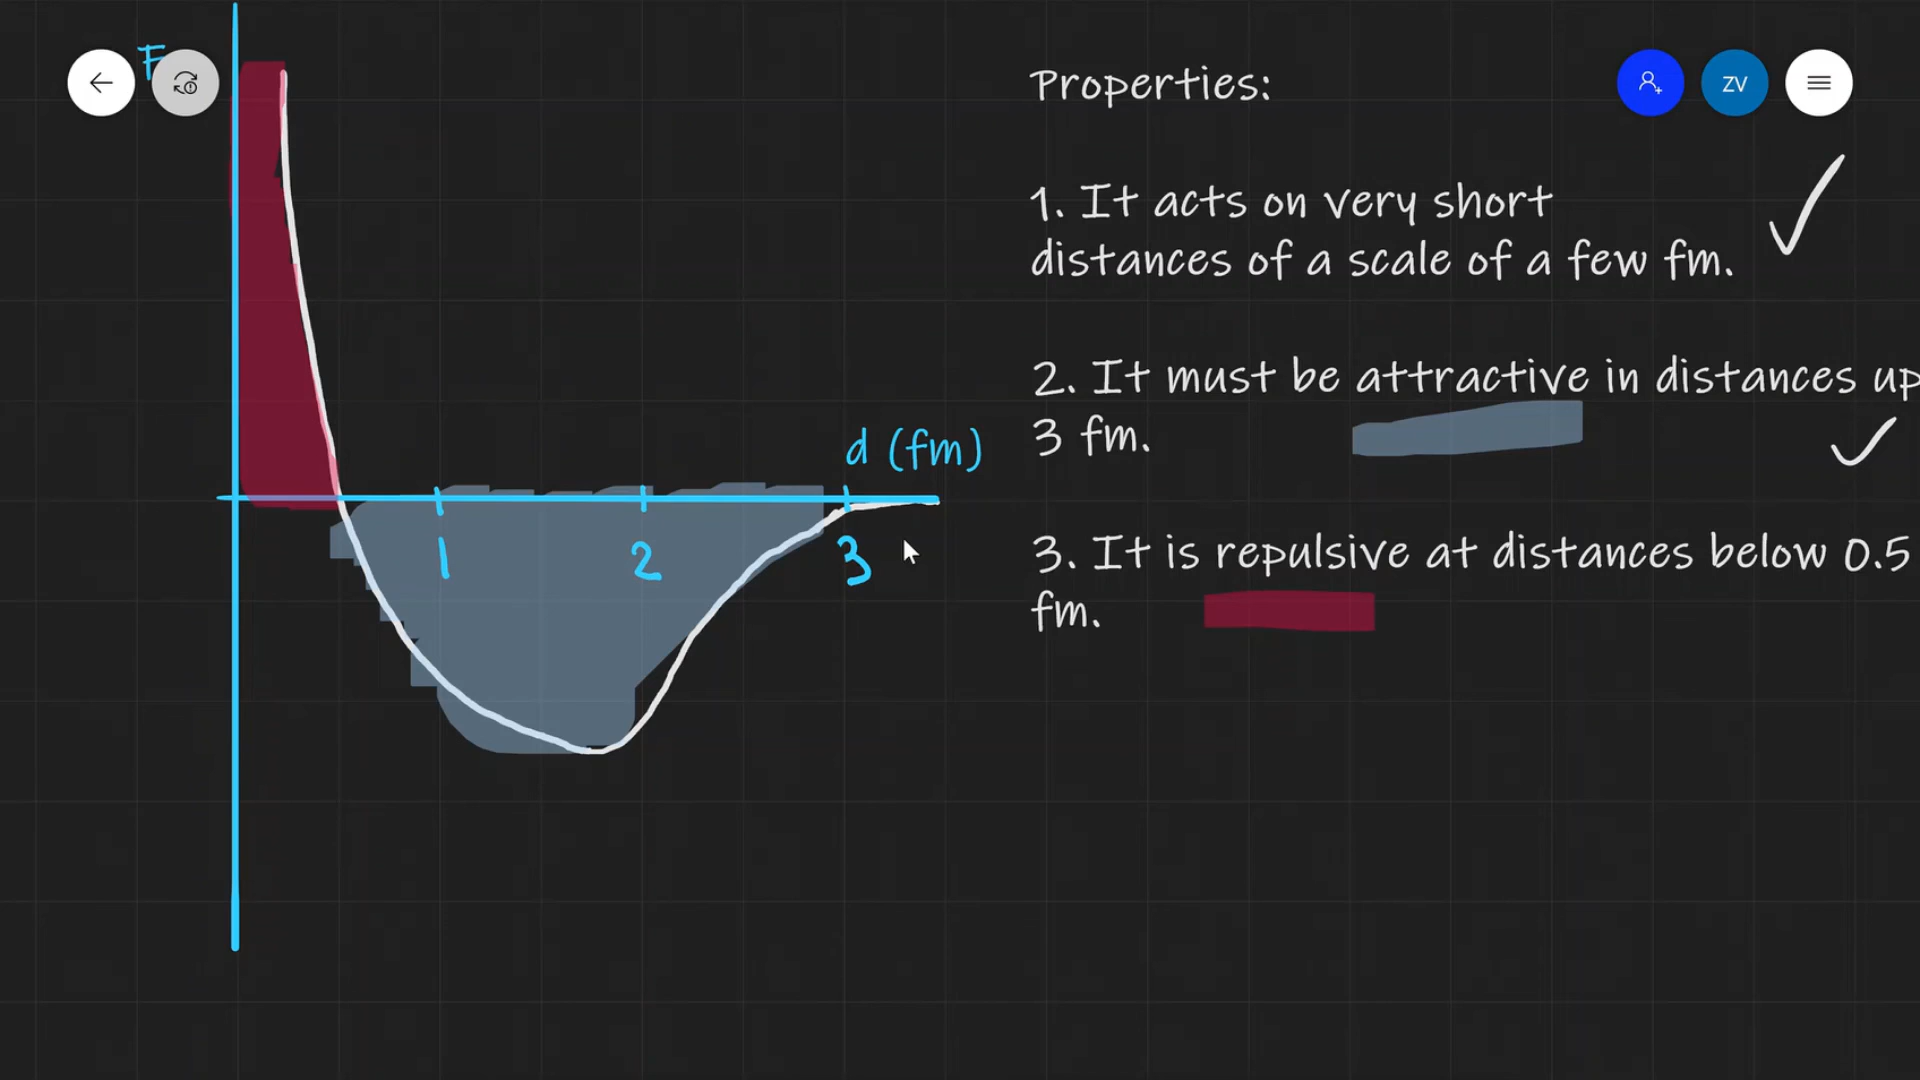 F
ZV
Properties:
1. It acts on very short
distances of a scale of a few fm.
2. It must be attractive in distances up
3 fm.
d (fm)
1 2 3
3. It is repulsive at distances below 0.5
fm.